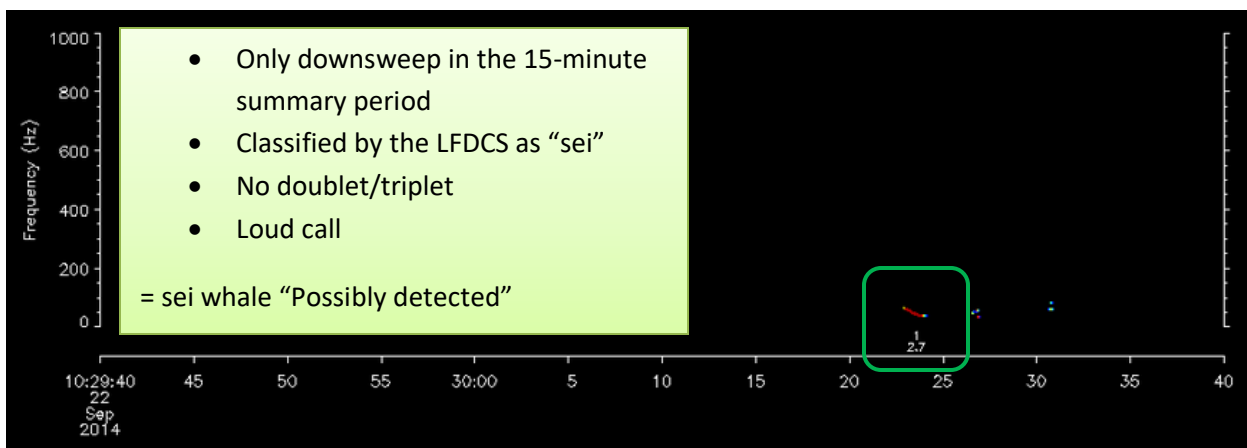 1000
800
600
400
200
0
Frequency (Hz)
• Only downsweep in the 15-minute
summary period
• Classified by the LFDCS as “sei”
• No doublet/triplet
• Loud call
= sei whale “Possibly detected”
1
2.7
10:29:40 45 50 55 30:00 5 10 15 20 25 30 35 40
22
Sep
2014